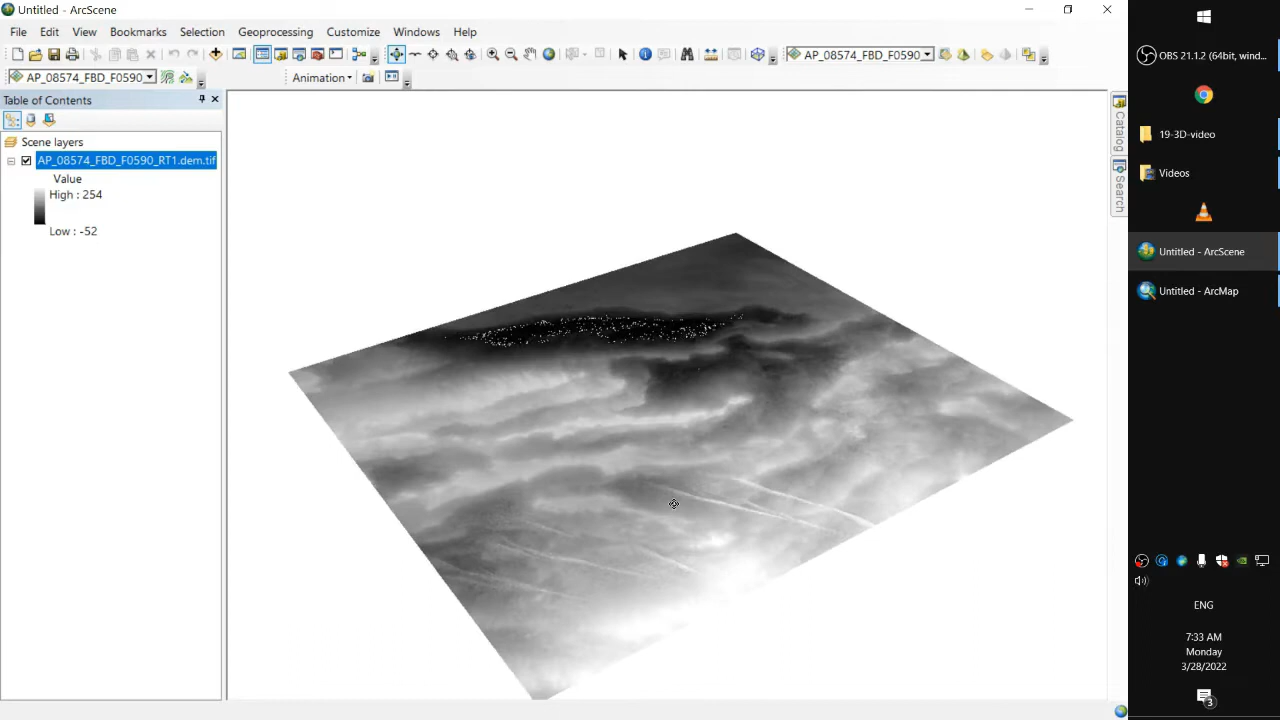 Untitled - ArcScene
File Edit View Bookmarks Selection Geoprocessing Customize Windows Help
AP_08574_FBD_F0590
AP_08574_FBD_F0590
Animation
Table of Contents
Scene layers
AP_08574_FBD_F0590_RT1.dem.tif
Value
High : 254
Low : -52
Catalog
Search
OBS 21.1.2 (64bit, wind...
19-3D-video
Videos
Untitled - ArcScene
Untitled - ArcMap
ENG
7:33 AM
Monday
3/28/2022
3